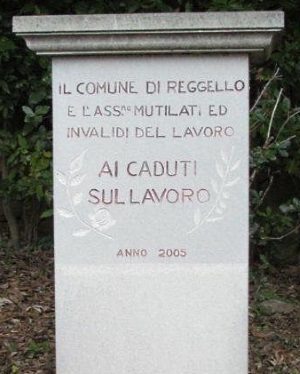 IL COMUNE DI REGGELLO
E L'ASS.NE MUTILATI ED
INVALIDI DEL LAVORO
AI CADUTI
SUL LAVORO
ANNO 2005